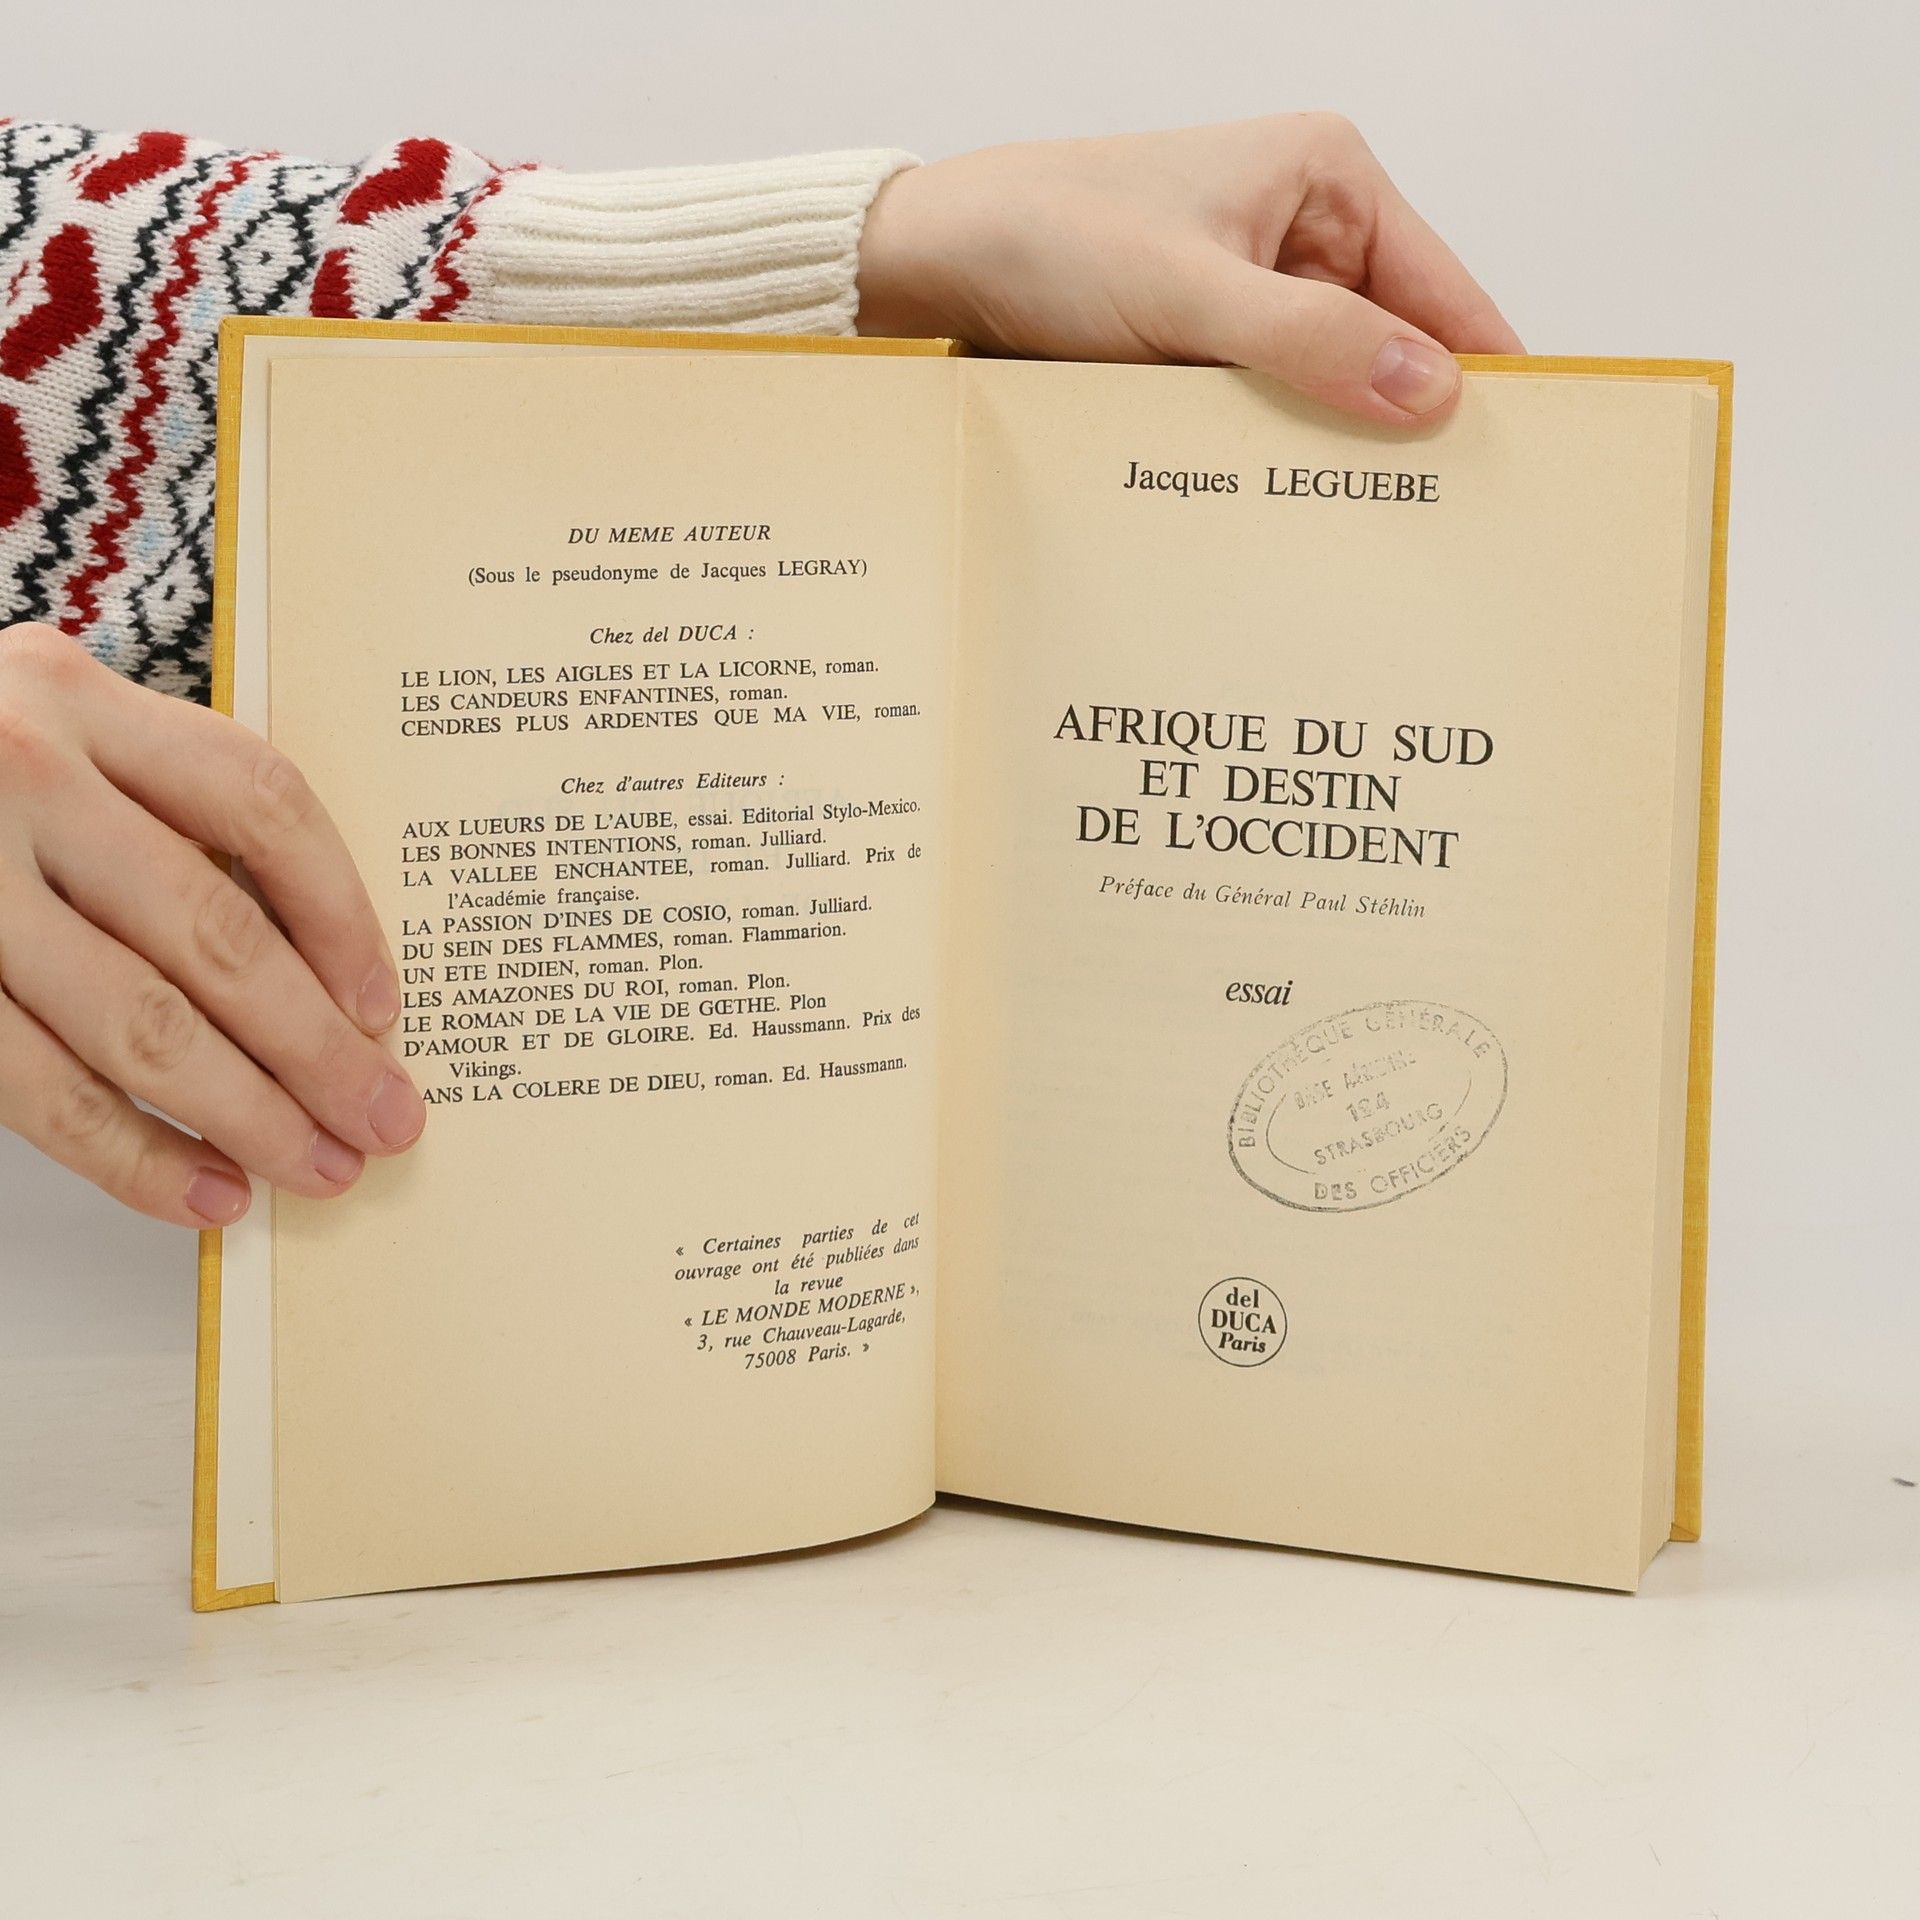 DU MEME AUTEUR
(Sous le pseudonyme de Jacques LEGRAY)
Chez del DUCA :
LE LION, LES AIGLES ET LA LICORNE, roman.
LES CANDEURS ENFANTINES, roman.
CENDRES PLUS ARDENTES QUE MA VIE, roman.
Chez d'autres Editeurs :
AUX LUEURS DE L'AUBE, essai. Editorial Stylo-Mexico.
LES BONNES INTENTIONS, roman. Julliard.
LA VALLEE ENCHANTEE, roman. Julliard. Prix de
l'Académie française.
LA PASSION D'INES DE COSIO, roman. Julliard.
DU SEIN DES FLAMMES, roman. Flammarion.
UN ETE INDIEN, roman. Plon.
LES AMAZONES DU ROI, roman. Plon.
LE ROMAN DE LA VIE DE GŒTHE. Plon
D'AMOUR ET DE GLOIRE. Ed. Haussmann. Prix des
Vikings.
ANS LA COLERE DE DIEU, roman. Ed. Haussmann.
« Certaines parties de cet
ouvrage ont été publiées dans
la revue
« LE MONDE MODERNE »,
3, rue Chauveau-Lagarde,
75008 Paris. »
Jacques LEGUEBE
AFRIQUE DU SUD
ET DESTIN
DE L'OCCIDENT
Préface du Général Paul Stéhlin
essai
BIBLIOTHEQUE GÉNÉRALE
BASE AÉRIENNE
124
STRASBOURG
DES OFFICIERS
del
DUCA
Paris